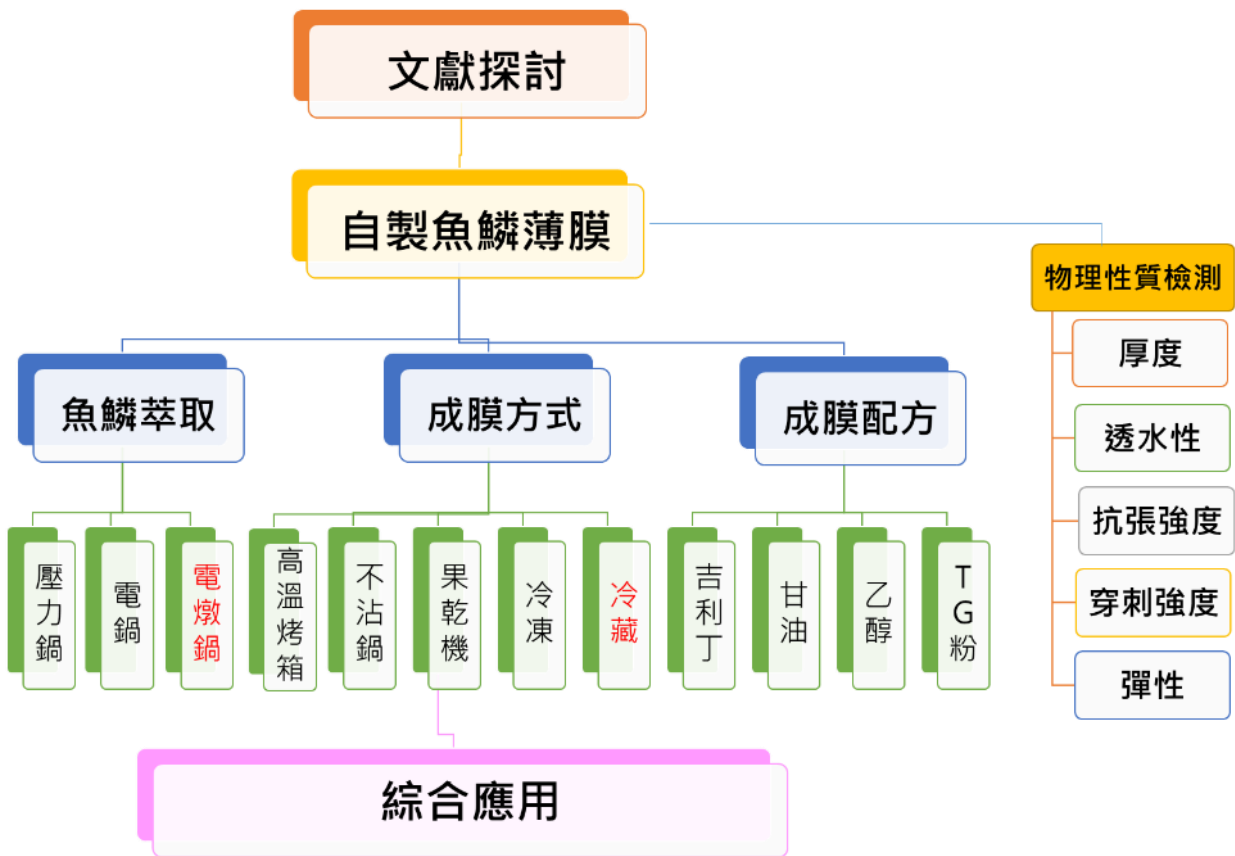 文獻探討
自製魚鱗薄膜
物理性質檢測
厚度
透水性
抗張強度
穿刺強度
彈性
魚鱗萃取
成膜方式
成膜配方
壓力鍋
電鍋
電燉鍋
高溫烤箱
不沾鍋
果乾機
冷凍
冷藏
吉利丁
甘油
乙醇
TG粉
綜合應用